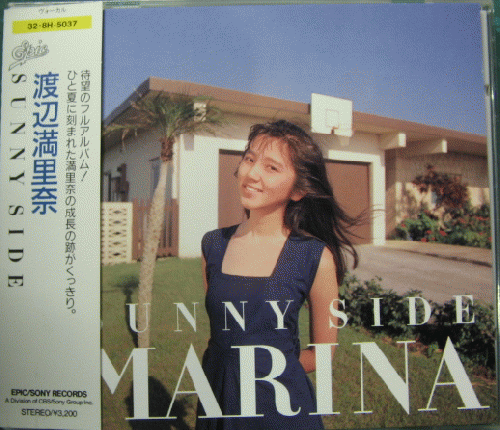 ヴォーカル
32・8H-5037
Epic
SUNNY SIDE
渡辺満里奈
待望のフルアルバム!
ひと夏に刻まれた満里奈の成長の跡がくっきり。
EPIC/SONY RECORDS
A Division of CBS/Sony Group Inc.
STEREO/¥3,200
SUNNY SIDE
MARINA